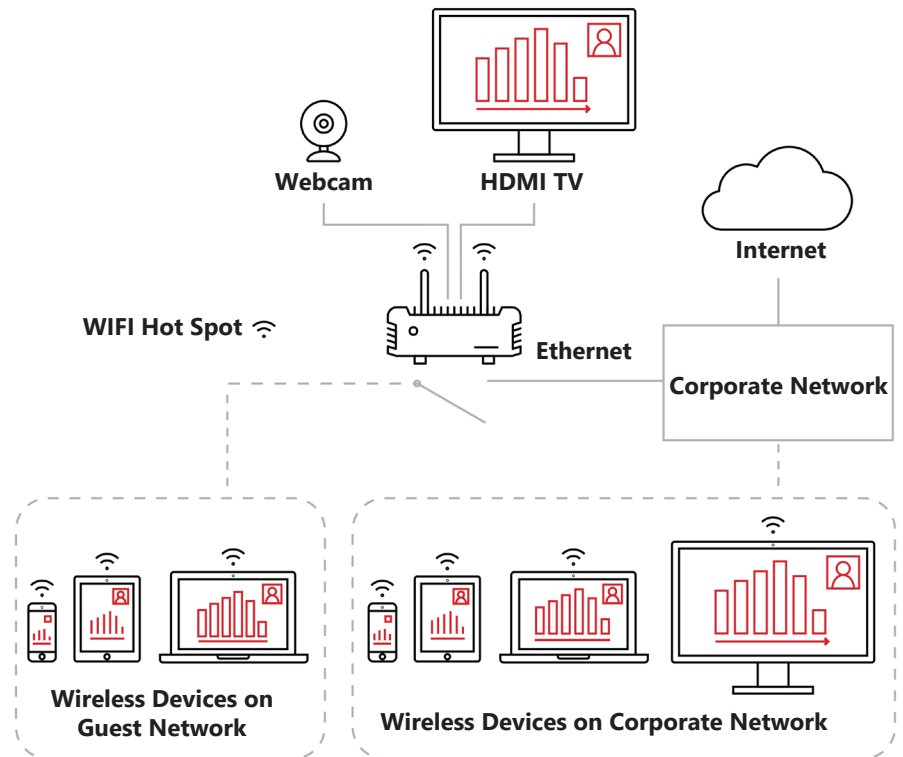 Webcam
HDMI TV
Internet
WIFI Hot Spot
Ethernet
Corporate Network
Wireless Devices on
Guest Network
Wireless Devices on Corporate Network